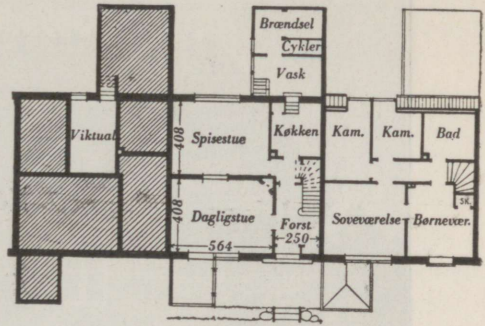 Brændsel
Cykler
Vask
Viktual.
408
Spisestue
Køkken
Kam.
Kam.
Bad
408
Dagligstue
564
Forst
250
Soveværelse
Børnevær.
SK.